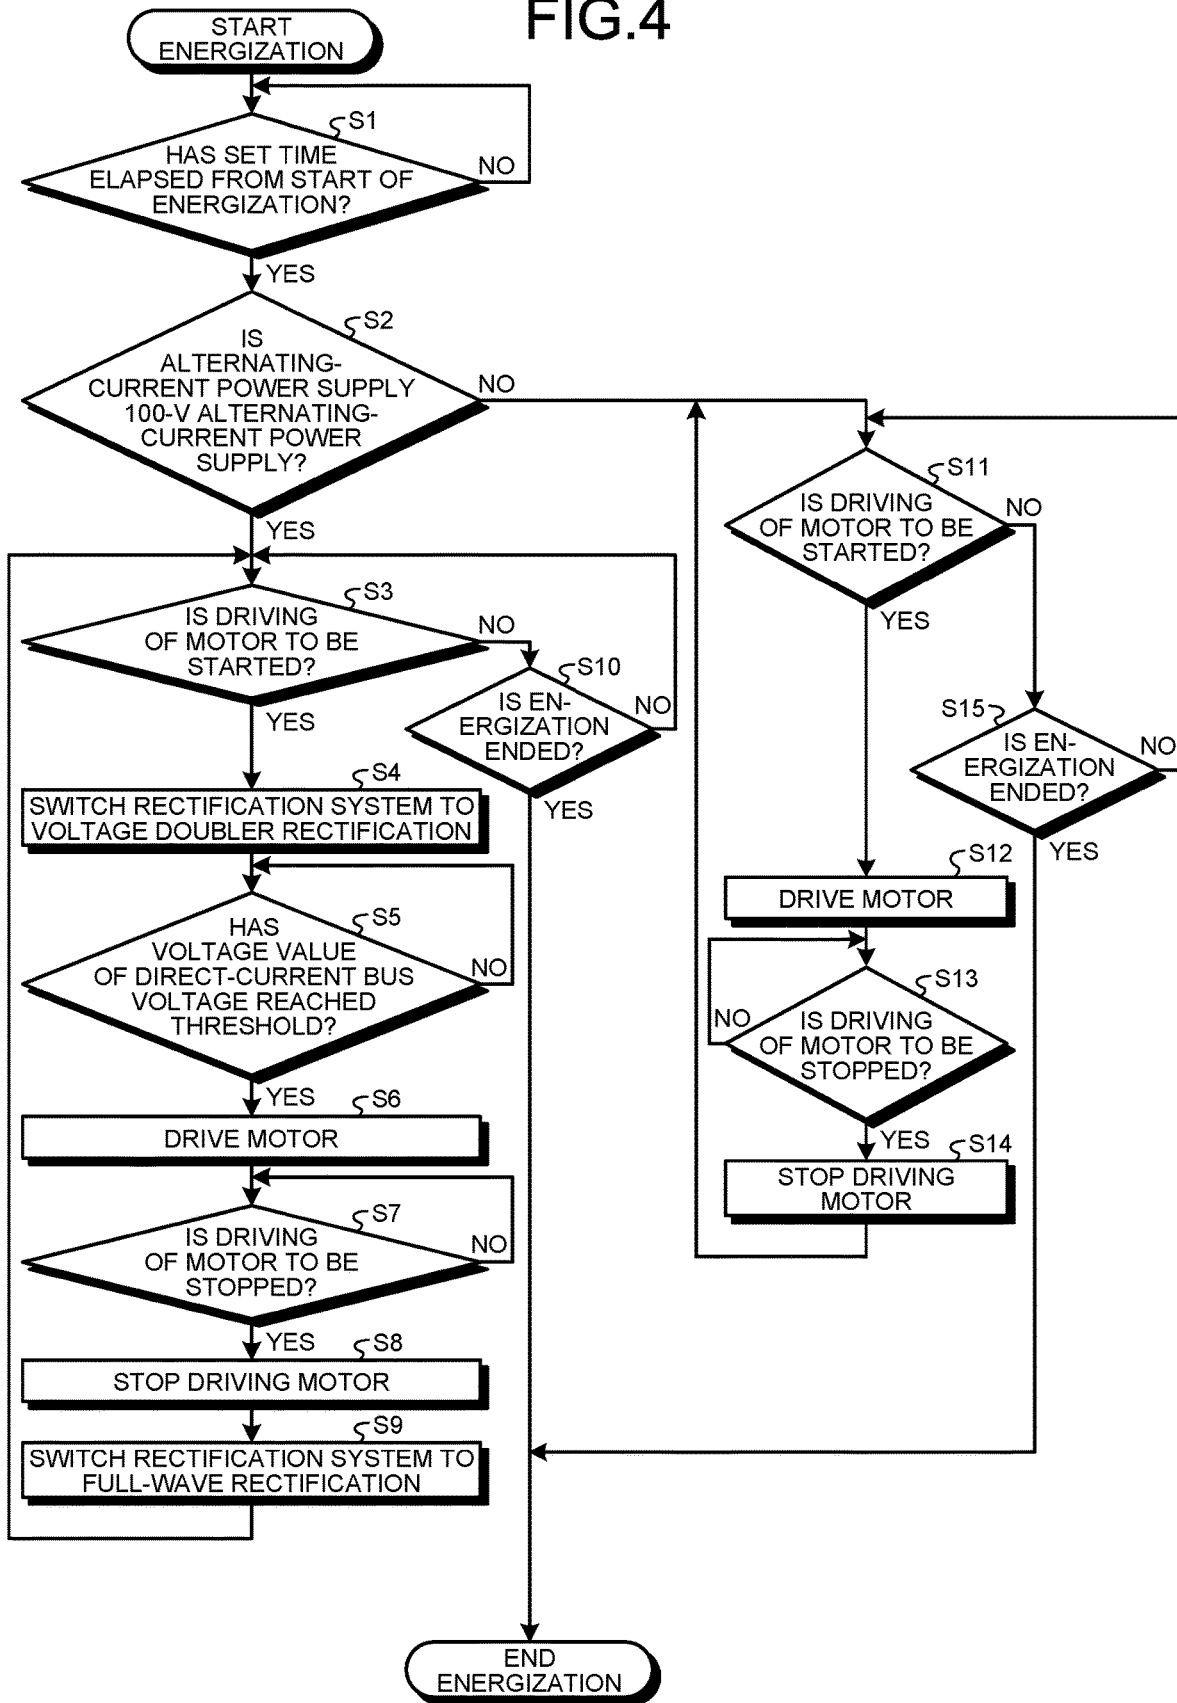 FIG.4
START
ENERGIZATION
S1
HAS SET TIME
ELAPSED FROM START OF
ENERGIZATION?
NO
YES
S2
IS
ALTERNATING-
CURRENT POWER SUPPLY
100-V ALTERNATING-
CURRENT POWER
SUPPLY?
NO
YES
S3
IS DRIVING
OF MOTOR TO BE
STARTED?
NO
YES
S10
IS EN-
ERGIZATION
ENDED?
NO
YES
S4
SWITCH RECTIFICATION SYSTEM TO
VOLTAGE DOUBLER RECTIFICATION
S5
HAS
VOLTAGE VALUE
OF DIRECT-CURRENT BUS
VOLTAGE REACHED
THRESHOLD?
NO
YES
S6
DRIVE MOTOR
S7
IS DRIVING
OF MOTOR TO BE
STOPPED?
NO
YES
S8
STOP DRIVING MOTOR
S9
SWITCH RECTIFICATION SYSTEM TO
FULL-WAVE RECTIFICATION
S11
IS DRIVING
OF MOTOR TO BE
STARTED?
NO
YES
S15
IS EN-
ERGIZATION
ENDED?
NO
YES
S12
DRIVE MOTOR
S13
IS DRIVING
OF MOTOR TO BE
STOPPED?
NO
YES
S14
STOP DRIVING
MOTOR
END
ENERGIZATION